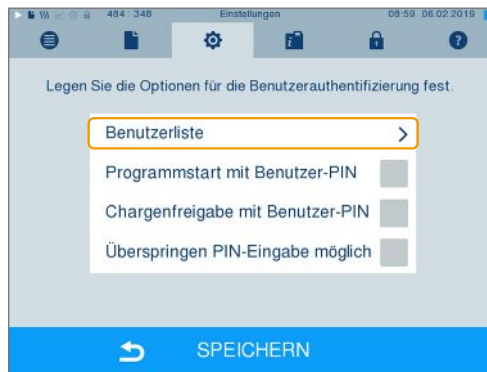 484 : 348 Einstellungen 08:59 06.02.2019
Legen Sie die Optionen für die Benutzerauthentifizierung fest.
Benutzerliste
Programmstart mit Benutzer-PIN
Chargenfreigabe mit Benutzer-PIN
Überspringen PIN-Eingabe möglich
SPEICHERN